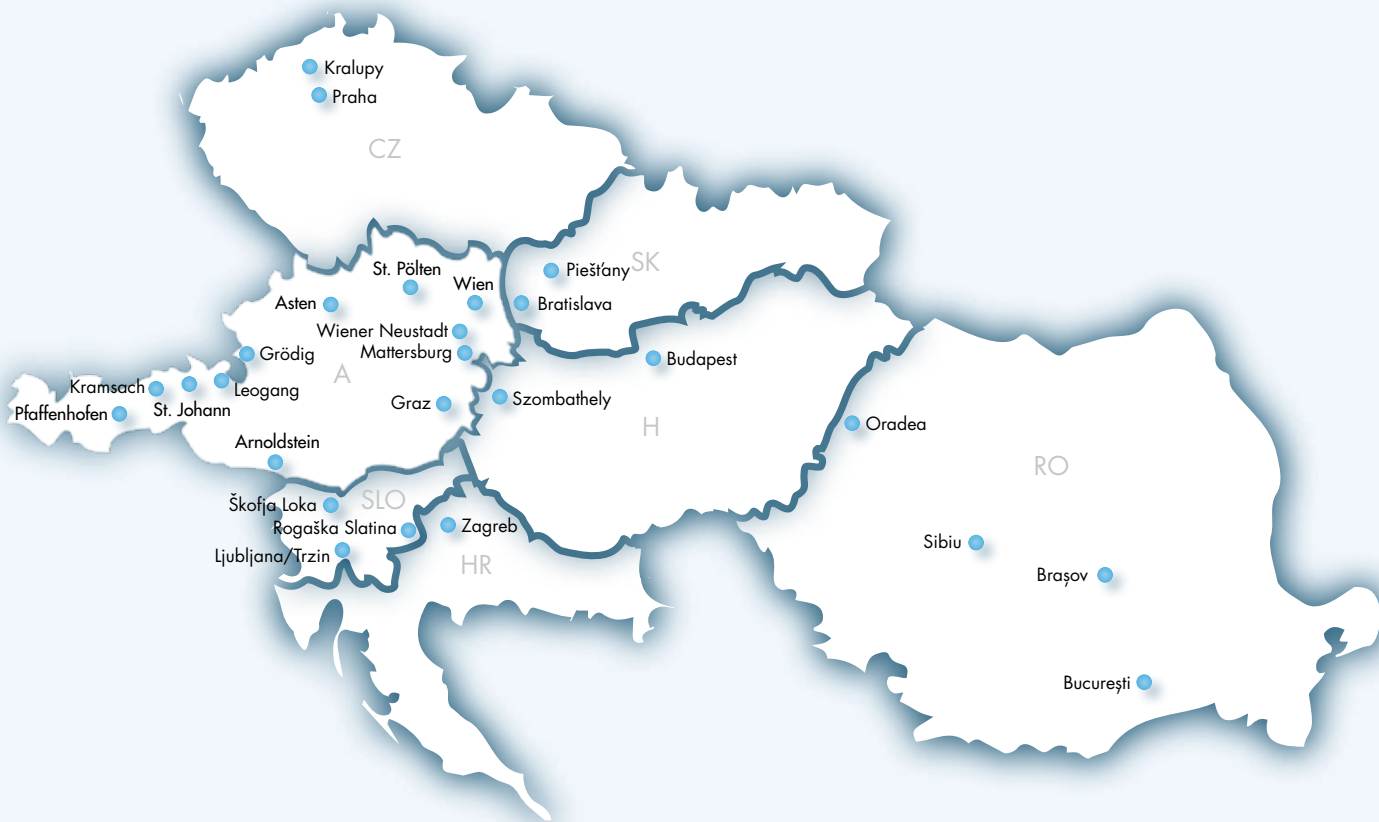 Kralupy
Praha
CZ
St. Pölten
SK
Piešťany
Wien
Asten
Bratislava
Wiener Neustadt
Mattersburg
Grödig
Budapest
A
Kramsach
Leogang
Pfaffenhofen
St. Johann
Graz
Szombathely
H
Oradea
Arnoldstein
RO
Škofja Loka
SLO
Rogaška Slatina
Zagreb
Ljubljana/Trzin
HR
Sibiu
Brașov
București